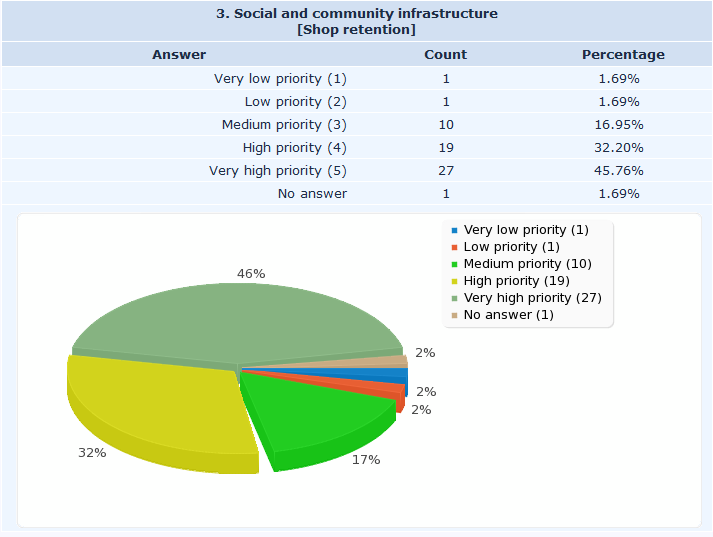 3. Social and community infrastructure
[Shop retention]
Answer Count Percentage
Very low priority (1) 1 1.69%
Low priority (2) 1 1.69%
Medium priority (3) 10 16.95%
High priority (4) 19 32.20%
Very high priority (5) 27 45.76%
No answer 1 1.69%
Very low priority (1)
Low priority (1)
Medium priority (10)
High priority (19)
Very high priority (27)
No answer (1)
46%
2%
2%
2%
32%
17%